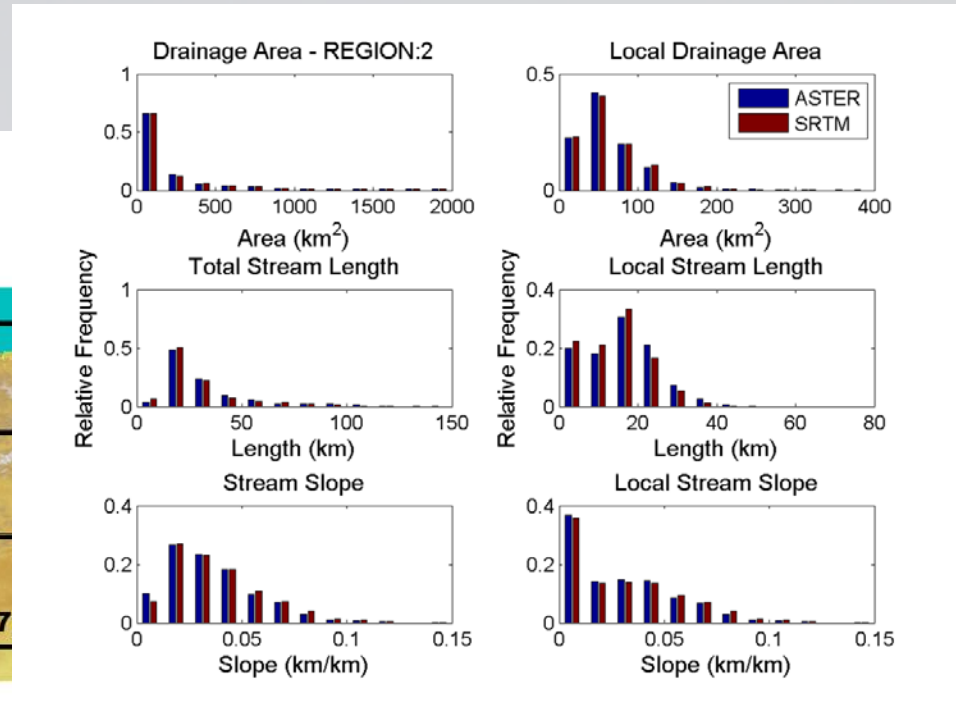 Drainage Area - REGION:2
1
0.5
0
0 500 1000 1500 2000
Area (km²)
Local Drainage Area
0.5
0
0 100 200 300 400
Area (km²)
ASTER
SRTM
Total Stream Length
1
0.5
0
0 50 100 150
Length (km)
Relative Frequency
Local Stream Length
0.4
0.2
0
0 20 40 60 80
Length (km)
Relative Frequency
Stream Slope
0.4
0.2
0
0 0.05 0.1 0.15
Slope (km/km)
Local Stream Slope
0.4
0.2
0
0 0.05 0.1 0.15
Slope (km/km)
7